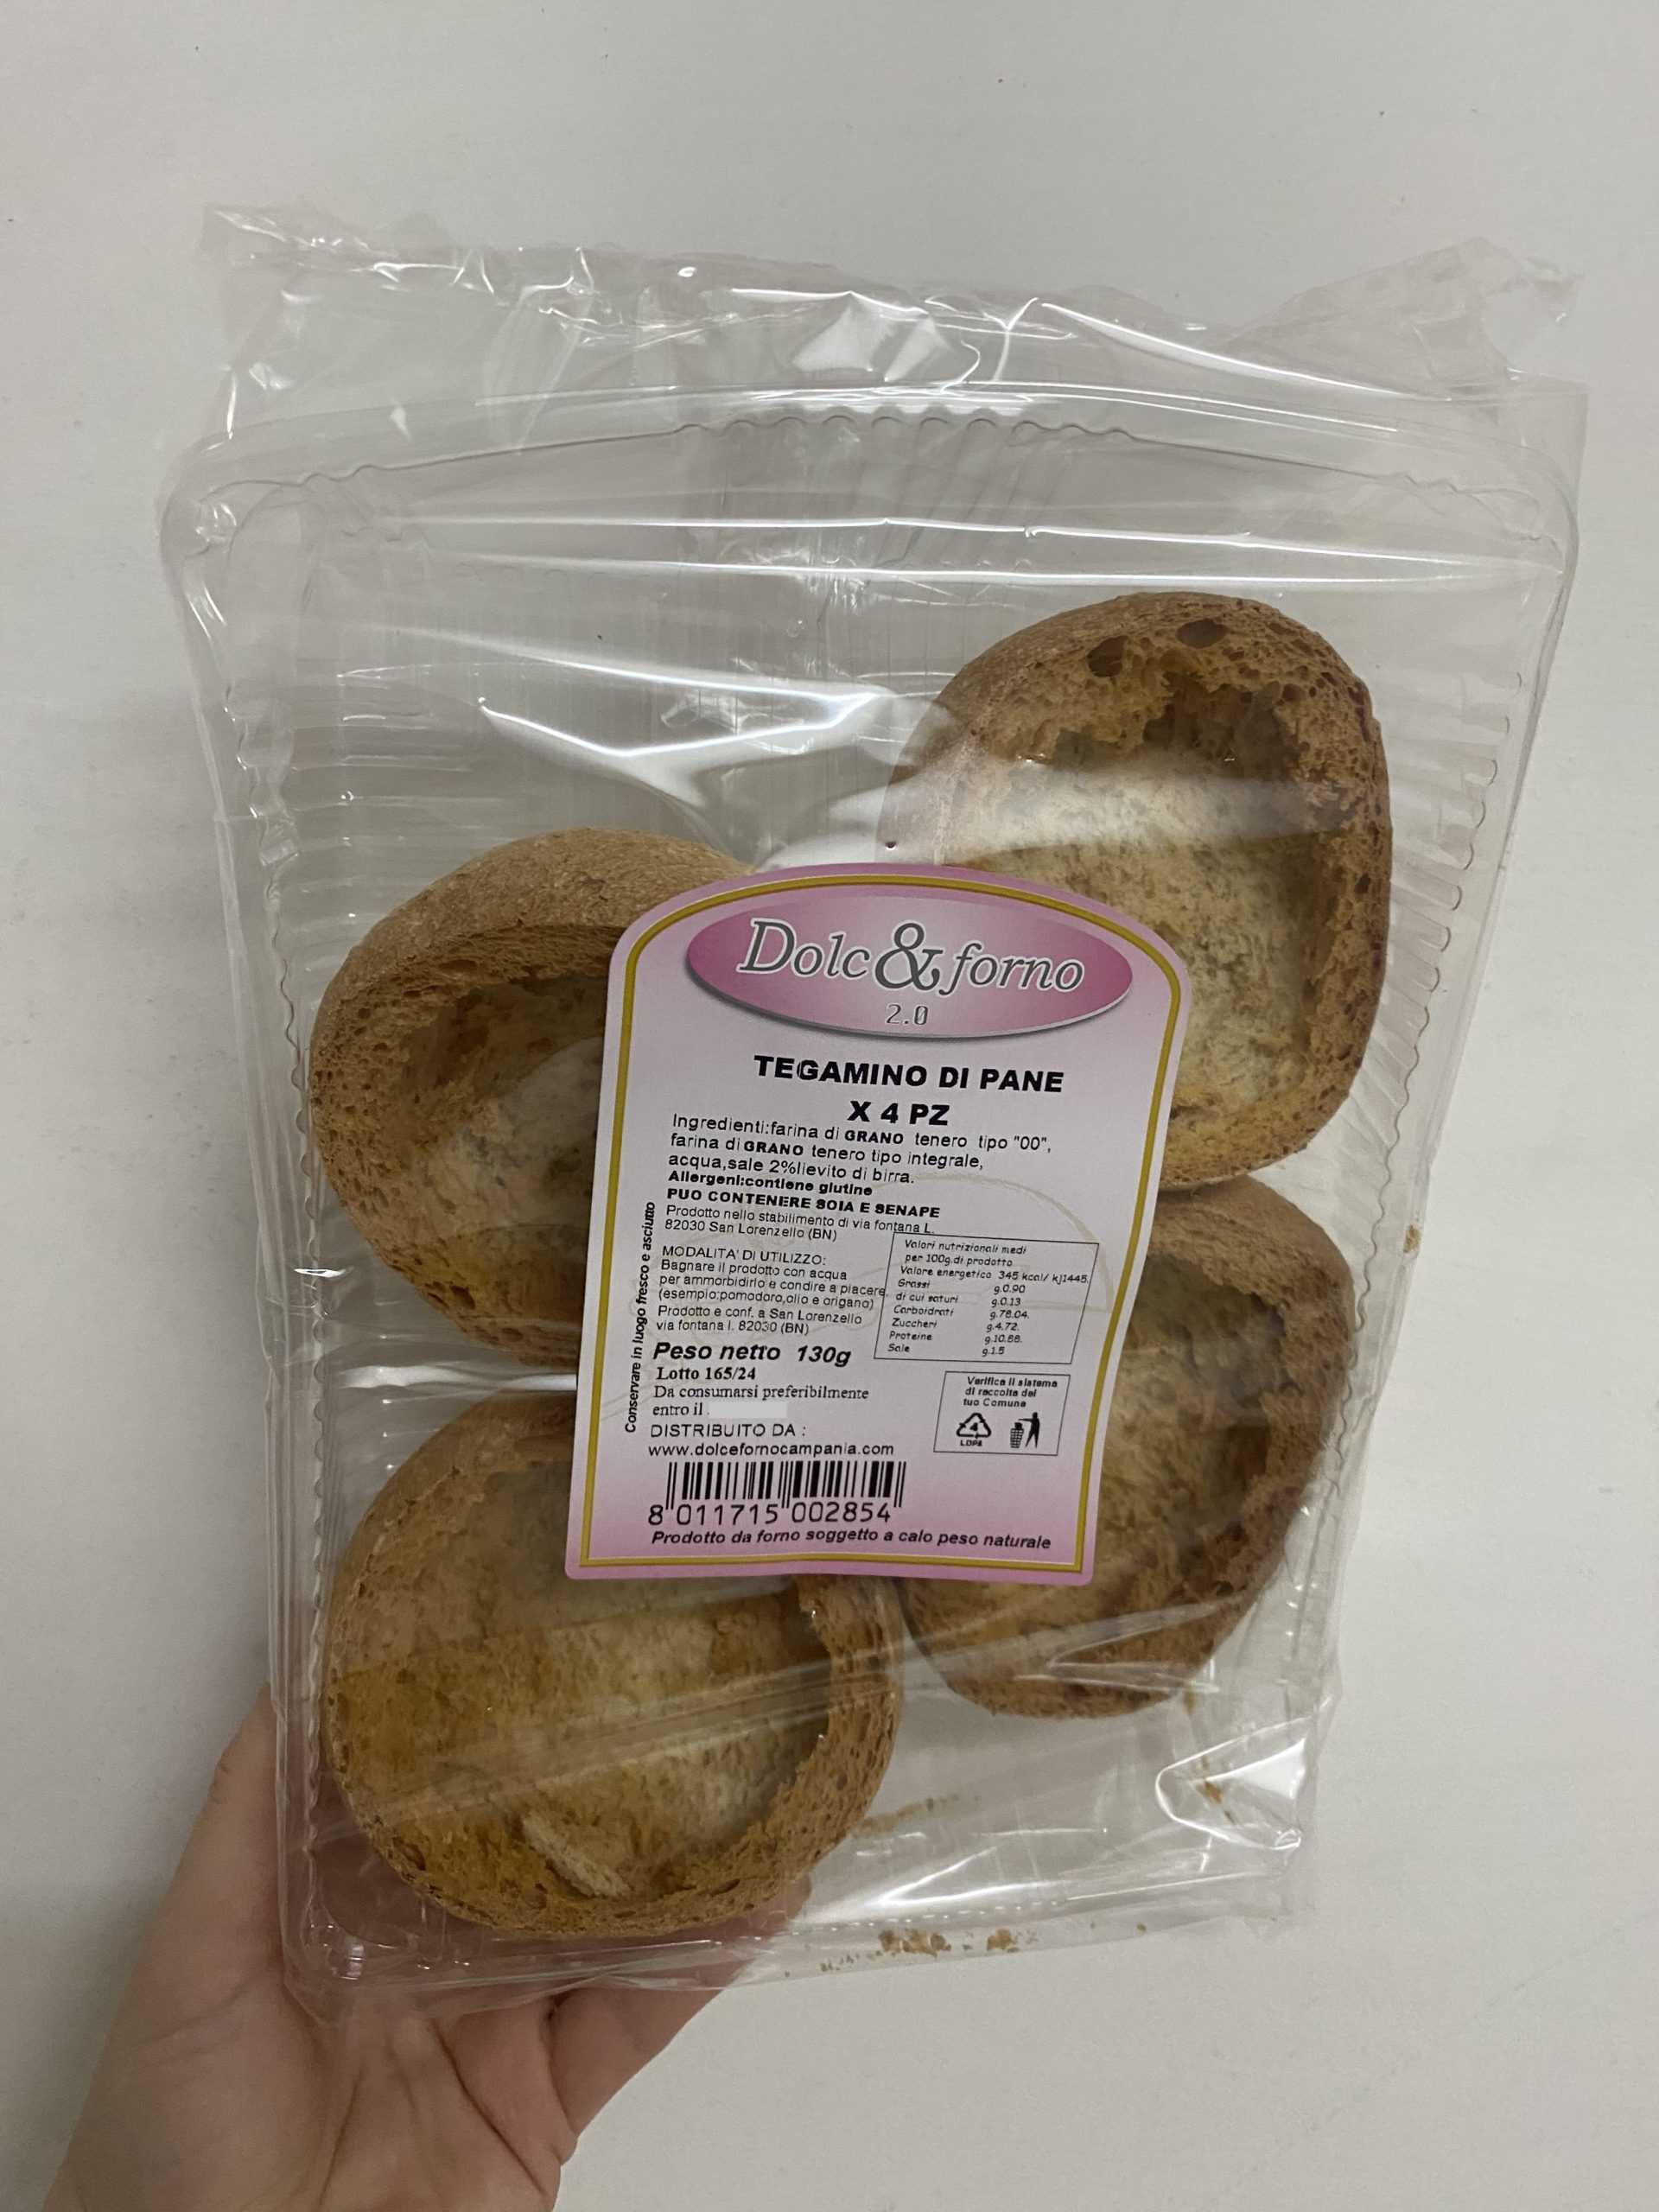 Dolc&forno
2.0
TEGAMINO DI PANE
X 4 PZ
Ingredienti:farina di GRANO tenero tipo "00",
farina di GRANO tenero tipo integrale,
acqua,sale 2%lievito di birra.
Allergeni:contiene glutine
PUO CONTENERE SOIA E SENAPE
Prodotto nello stabilimento di via fontana L.
82030 San Lorenzello (BN)
MODALITA' DI UTILIZZO:
Bagnare il prodotto con acqua
per ammorbidirlo e condire a piacere.
(esempio:pomodoro,olio e origano)
Prodotto e conf. a San Lorenzello
via fontana l. 82030 (BN)
Peso netto 130g
Lotto 165/24
Da consumarsi preferibilmente
entro il
DISTRIBUITO DA :
www.dolcefornocampania.com
8 011715 002854
Prodotto da forno soggetto a calo peso naturale
Conservare in luogo fresco e asciutto
Valori nutrizionali medi
per 100g.di prodotto
Valore energetico 345 kcal/ kj1445.
Grassi g.0.90
di cui saturi g.0.13
Carboidrati g.78.04.
Zuccheri g.4.72.
Proteine g.10.88.
Sale g.1.5
Verifica il sistema
di raccolta del
tuo Comune
4
LDPE